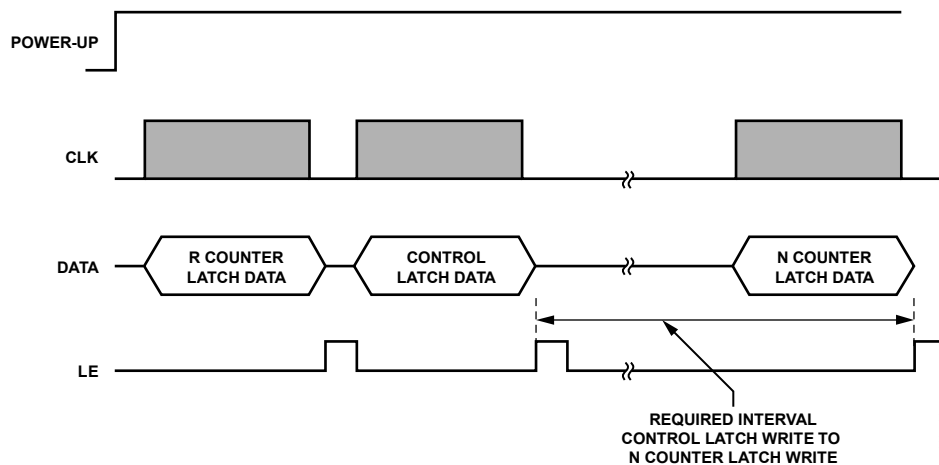 POWER-UP
CLK
DATA
R COUNTER
LATCH DATA
CONTROL
LATCH DATA
N COUNTER
LATCH DATA
LE
REQUIRED INTERVAL
CONTROL LATCH WRITE TO
N COUNTER LATCH WRITE